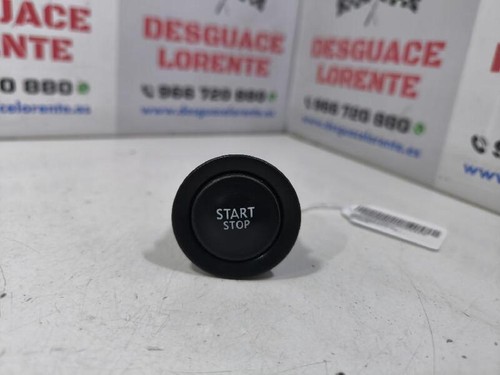 DESGUACE
LORENTE
966 720 880
www.desguacelorente.es
DESGUACE
LORENTE
966 720 880
www.desguacelorente.es
START
STOP